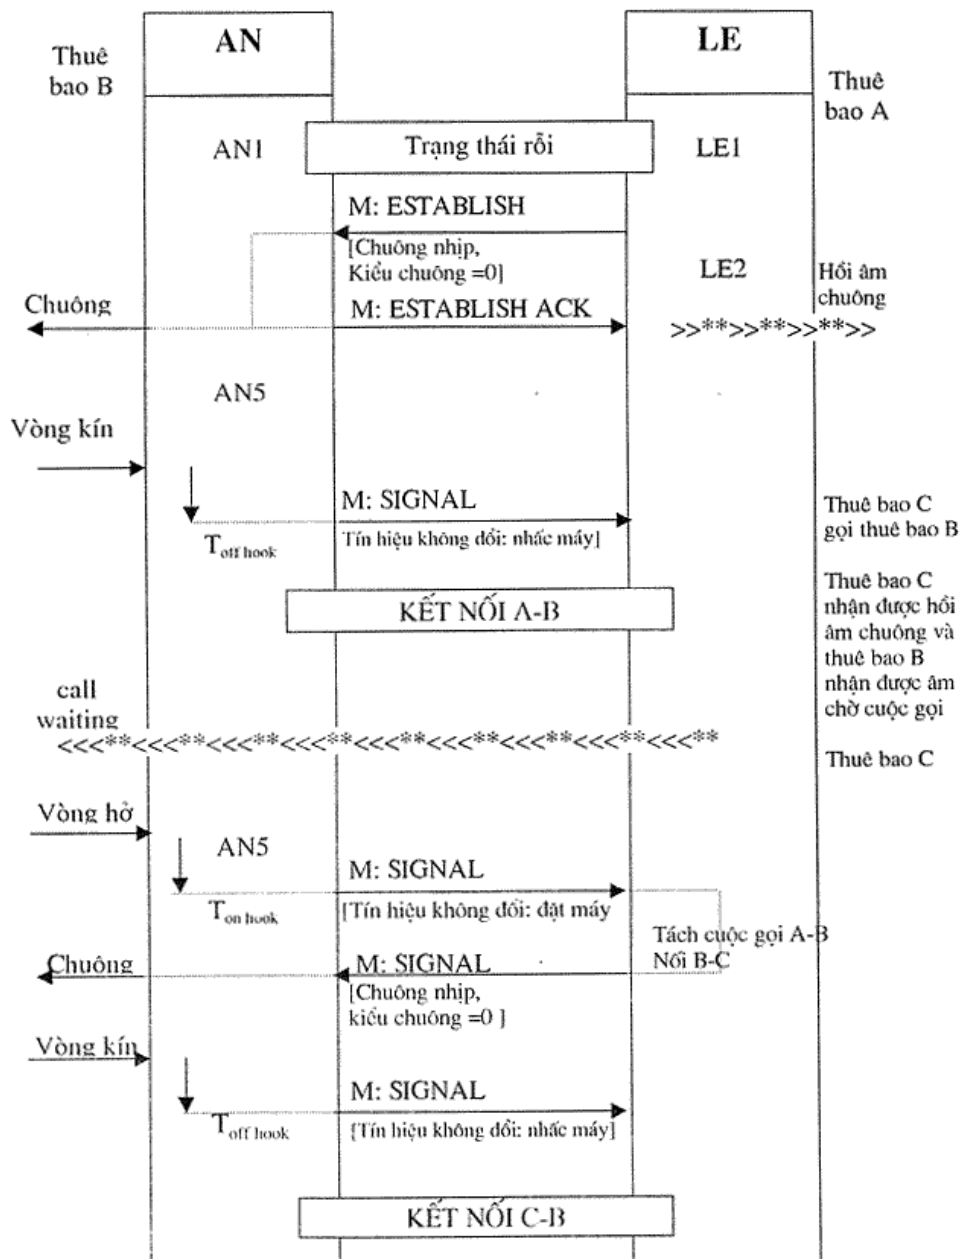 AN
LE
Thuê
bao B
Thuê
bao A
AN1
Trạng thái rỗi
LE1
M: ESTABLISH
[Chuông nhịp,
Kiểu chuông =0]
LE2
Hồi âm
chuông
Chuông
M: ESTABLISH ACK
>>**>>**>>**>>
AN5
Vòng kín
M: SIGNAL
T off hook
Tín hiệu không đổi: nhấc máy]
Thuê bao C
gọi thuê bao B
KẾT NỐI A-B
Thuê bao C
nhận được hồi
âm chuông và
thuê bao B
nhận được âm
chờ cuộc gọi
call
waiting
<<<**<<<**<<<**<<<**<<<**<<<**<<<**<<<**<<<**
Thuê bao C
Vòng hở
AN5
M: SIGNAL
T on hook
[Tín hiệu không đổi: đặt máy
Tách cuộc gọi A-B
Nối B-C
Chuông
M: SIGNAL
[Chuông nhịp,
kiểu chuông =0 ]
Vòng kín
M: SIGNAL
T off hook
[Tín hiệu không đổi: nhấc máy]
KẾT NỐI C-B